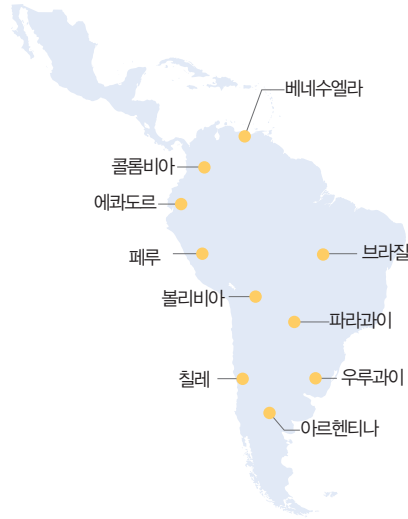 베네수엘라
콜롬비아
에콰도르
페루
브라질
볼리비아
파라과이
칠레
우루과이
아르헨티나